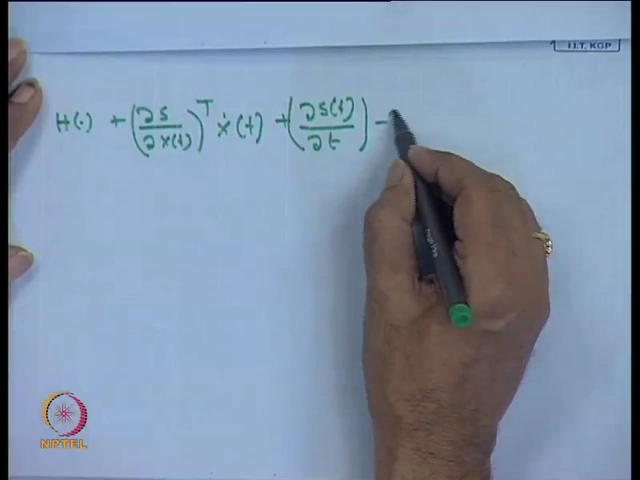 I.I.T. KGP
H(·) + (∂S/∂x(t))ᵀ ẋ(t) + (∂S(t)/∂t) −
NPTEL